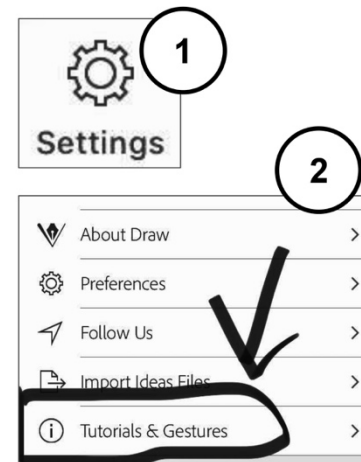 1
Settings
2
About Draw
Preferences
Follow Us
Import Ideas Files
Tutorials & Gestures